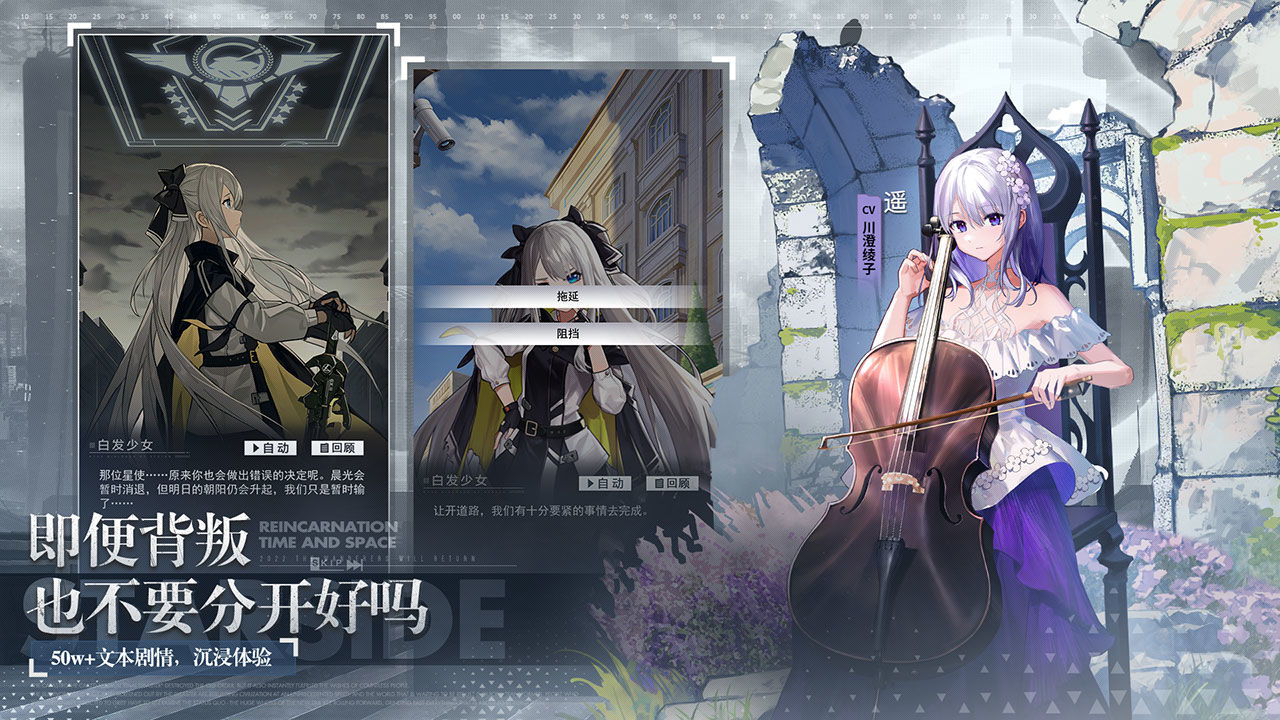 白发少女
自动
回顾
那位星使……原来你也会做出错误的决定呢。晨光会
暂时消退，但明日的朝阳仍会升起，我们只是暂时输
了……
SKIP
拖延
阻挡
白发少女
自动
回顾
让开道路，我们有十分要紧的事情去完成。
遥
CV 川澄绫子
即便背叛
REINCARNATION
TIME AND SPACE
也不要分开好吗
STARSIDE
50w+文本剧情，沉浸体验